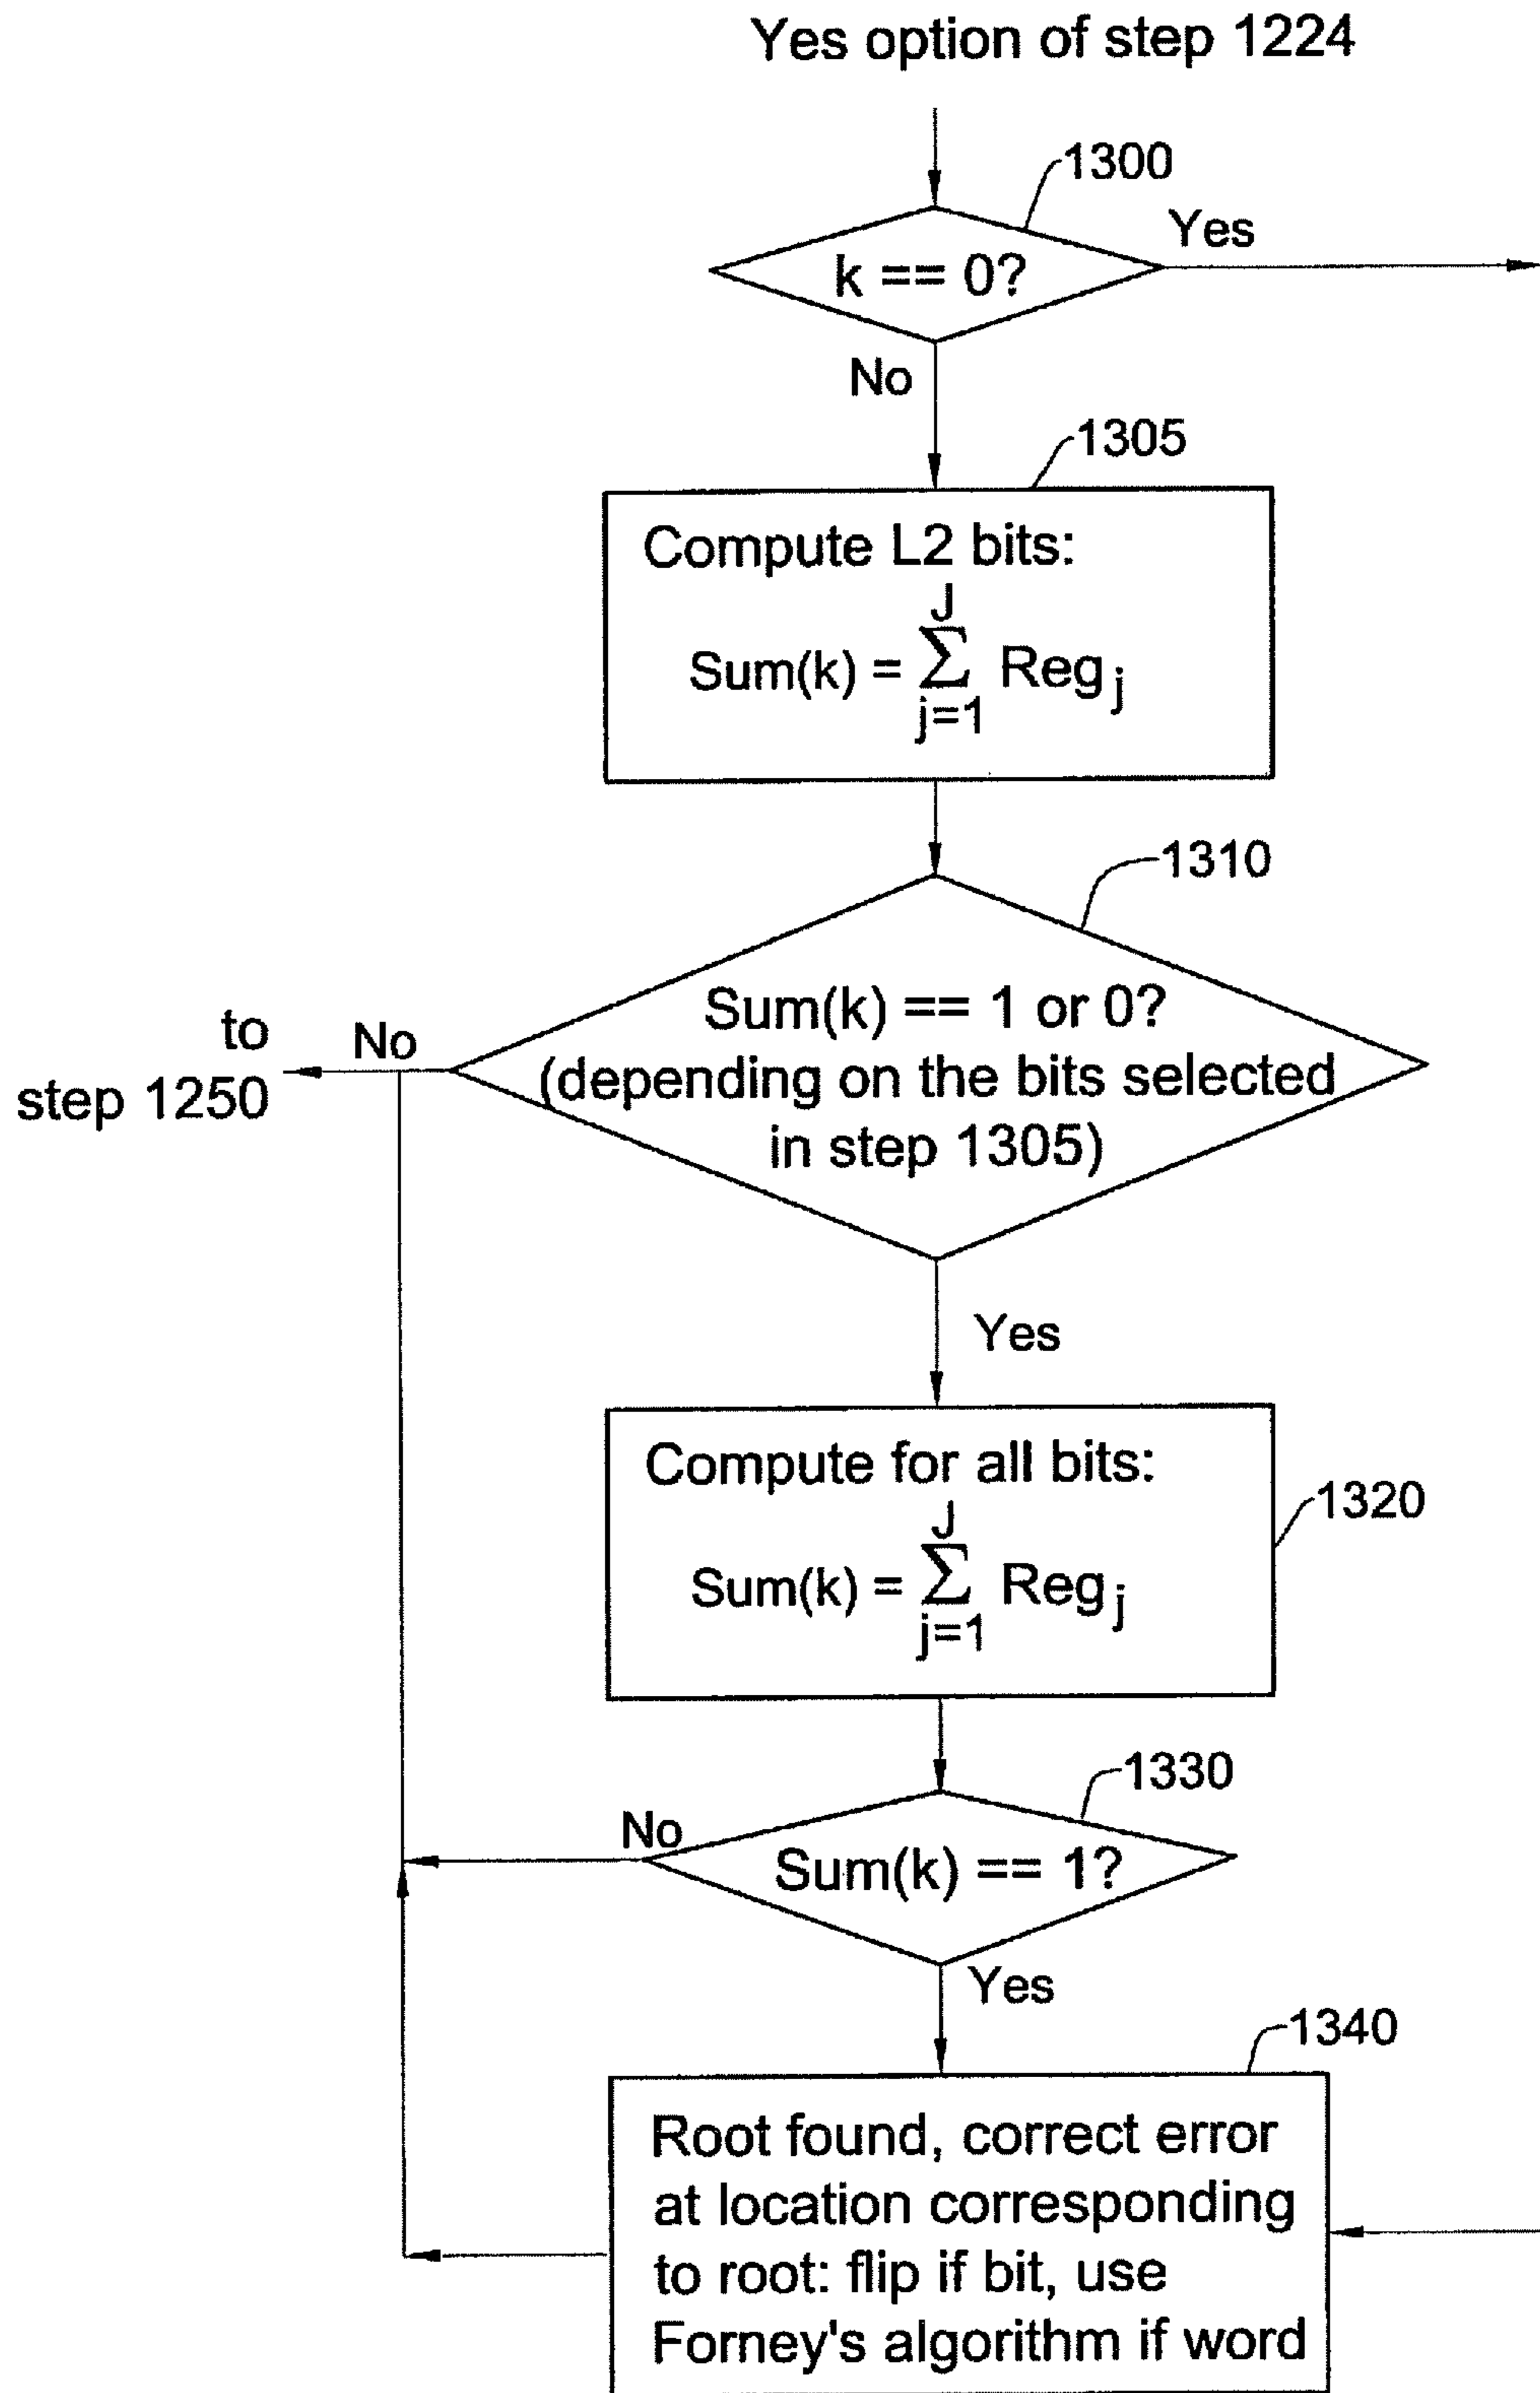 Yes option of step 1224
1300
Yes
k == 0?
No
1305
Compute L2 bits:
J
Sum(k) = Σ Reg j
j=1
1310
Sum(k) == 1 or 0?
to
No
(depending on the bits selected
step 1250
in step 1305)
Yes
Compute for all bits:
1320
J
Sum(k) = Σ Reg j
j=1
1330
No
Sum(k) == 1?
Yes
1340
Root found, correct error
at location corresponding
to root: flip if bit, use
Forney's algorithm if word